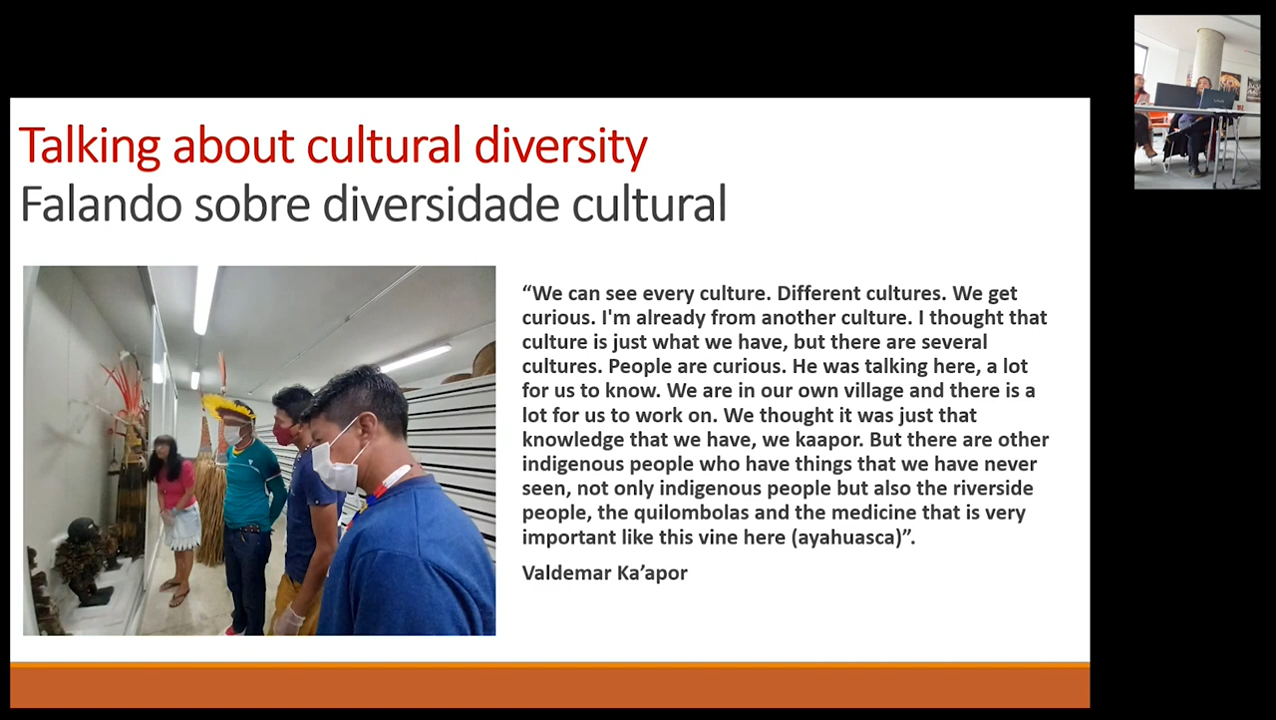 Talking about cultural diversity
Falando sobre diversidade cultural
“We can see every culture. Different cultures. We get
curious. I'm already from another culture. I thought that
culture is just what we have, but there are several
cultures. People are curious. He was talking here, a lot
for us to know. We are in our own village and there is a
lot for us to work on. We thought it was just that
knowledge that we have, we kaapor. But there are other
indigenous people who have things that we have never
seen, not only indigenous people but also the riverside
people, the quilombolas and the medicine that is very
important like this vine here (ayahuasca)”.
Valdemar Ka’apor